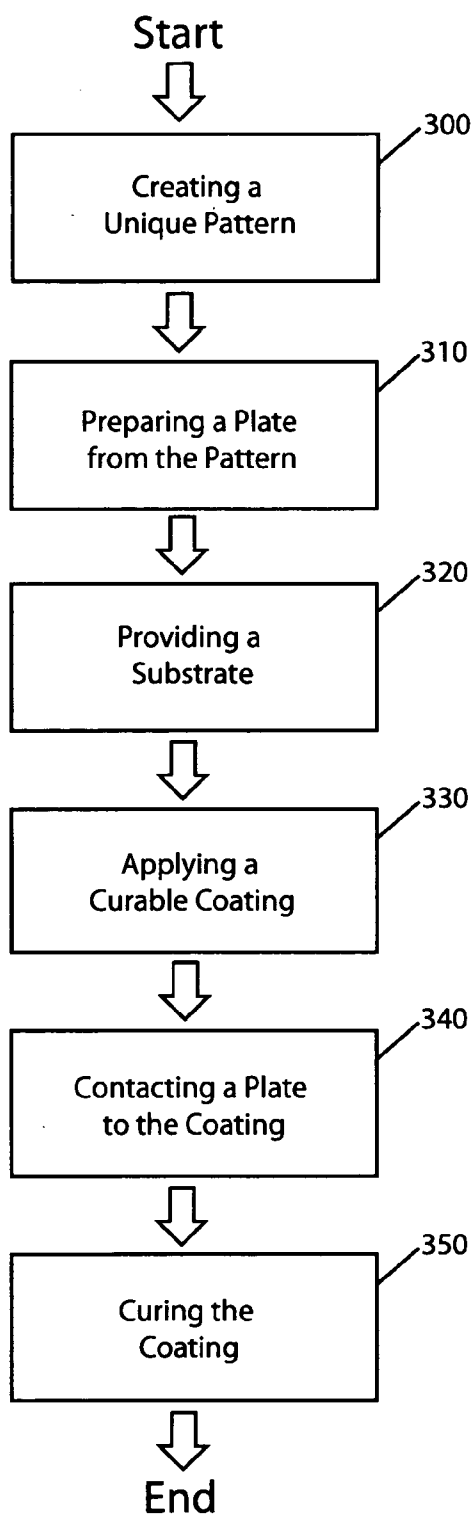 Start
300
Creating a
Unique Pattern
310
Preparing a Plate
from the Pattern
320
Providing a
Substrate
330
Applying a
Curable Coating
340
Contacting a Plate
to the Coating
350
Curing the
Coating
End